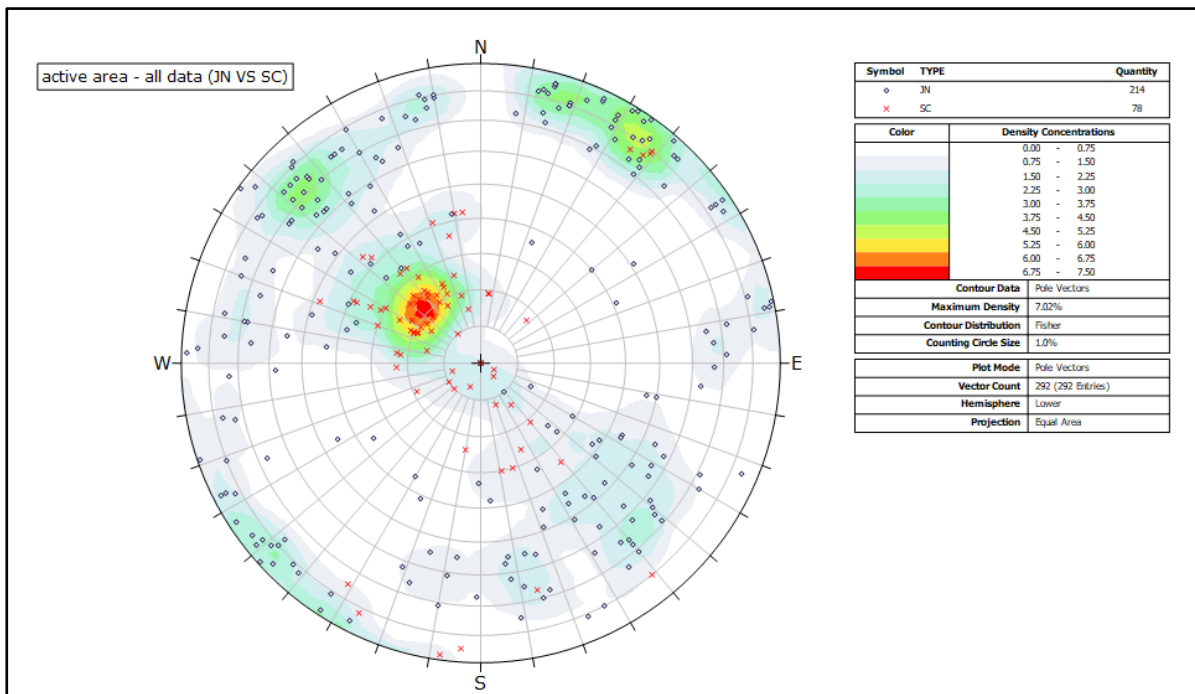 N
active area - all data (JN VS SC)
W
E
S
Symbol TYPE Quantity
JN 214
SC 78
Color Density Concentrations
0.00 - 0.75
0.75 - 1.50
1.50 - 2.25
2.25 - 3.00
3.00 - 3.75
3.75 - 4.50
4.50 - 5.25
5.25 - 6.00
6.00 - 6.75
6.75 - 7.50
Contour Data Pole Vectors
Maximum Density 7.02%
Contour Distribution Fisher
Counting Circle Size 1.0%
Plot Mode Pole Vectors
Vector Count 292 (292 Entries)
Hemisphere Lower
Projection Equal Area